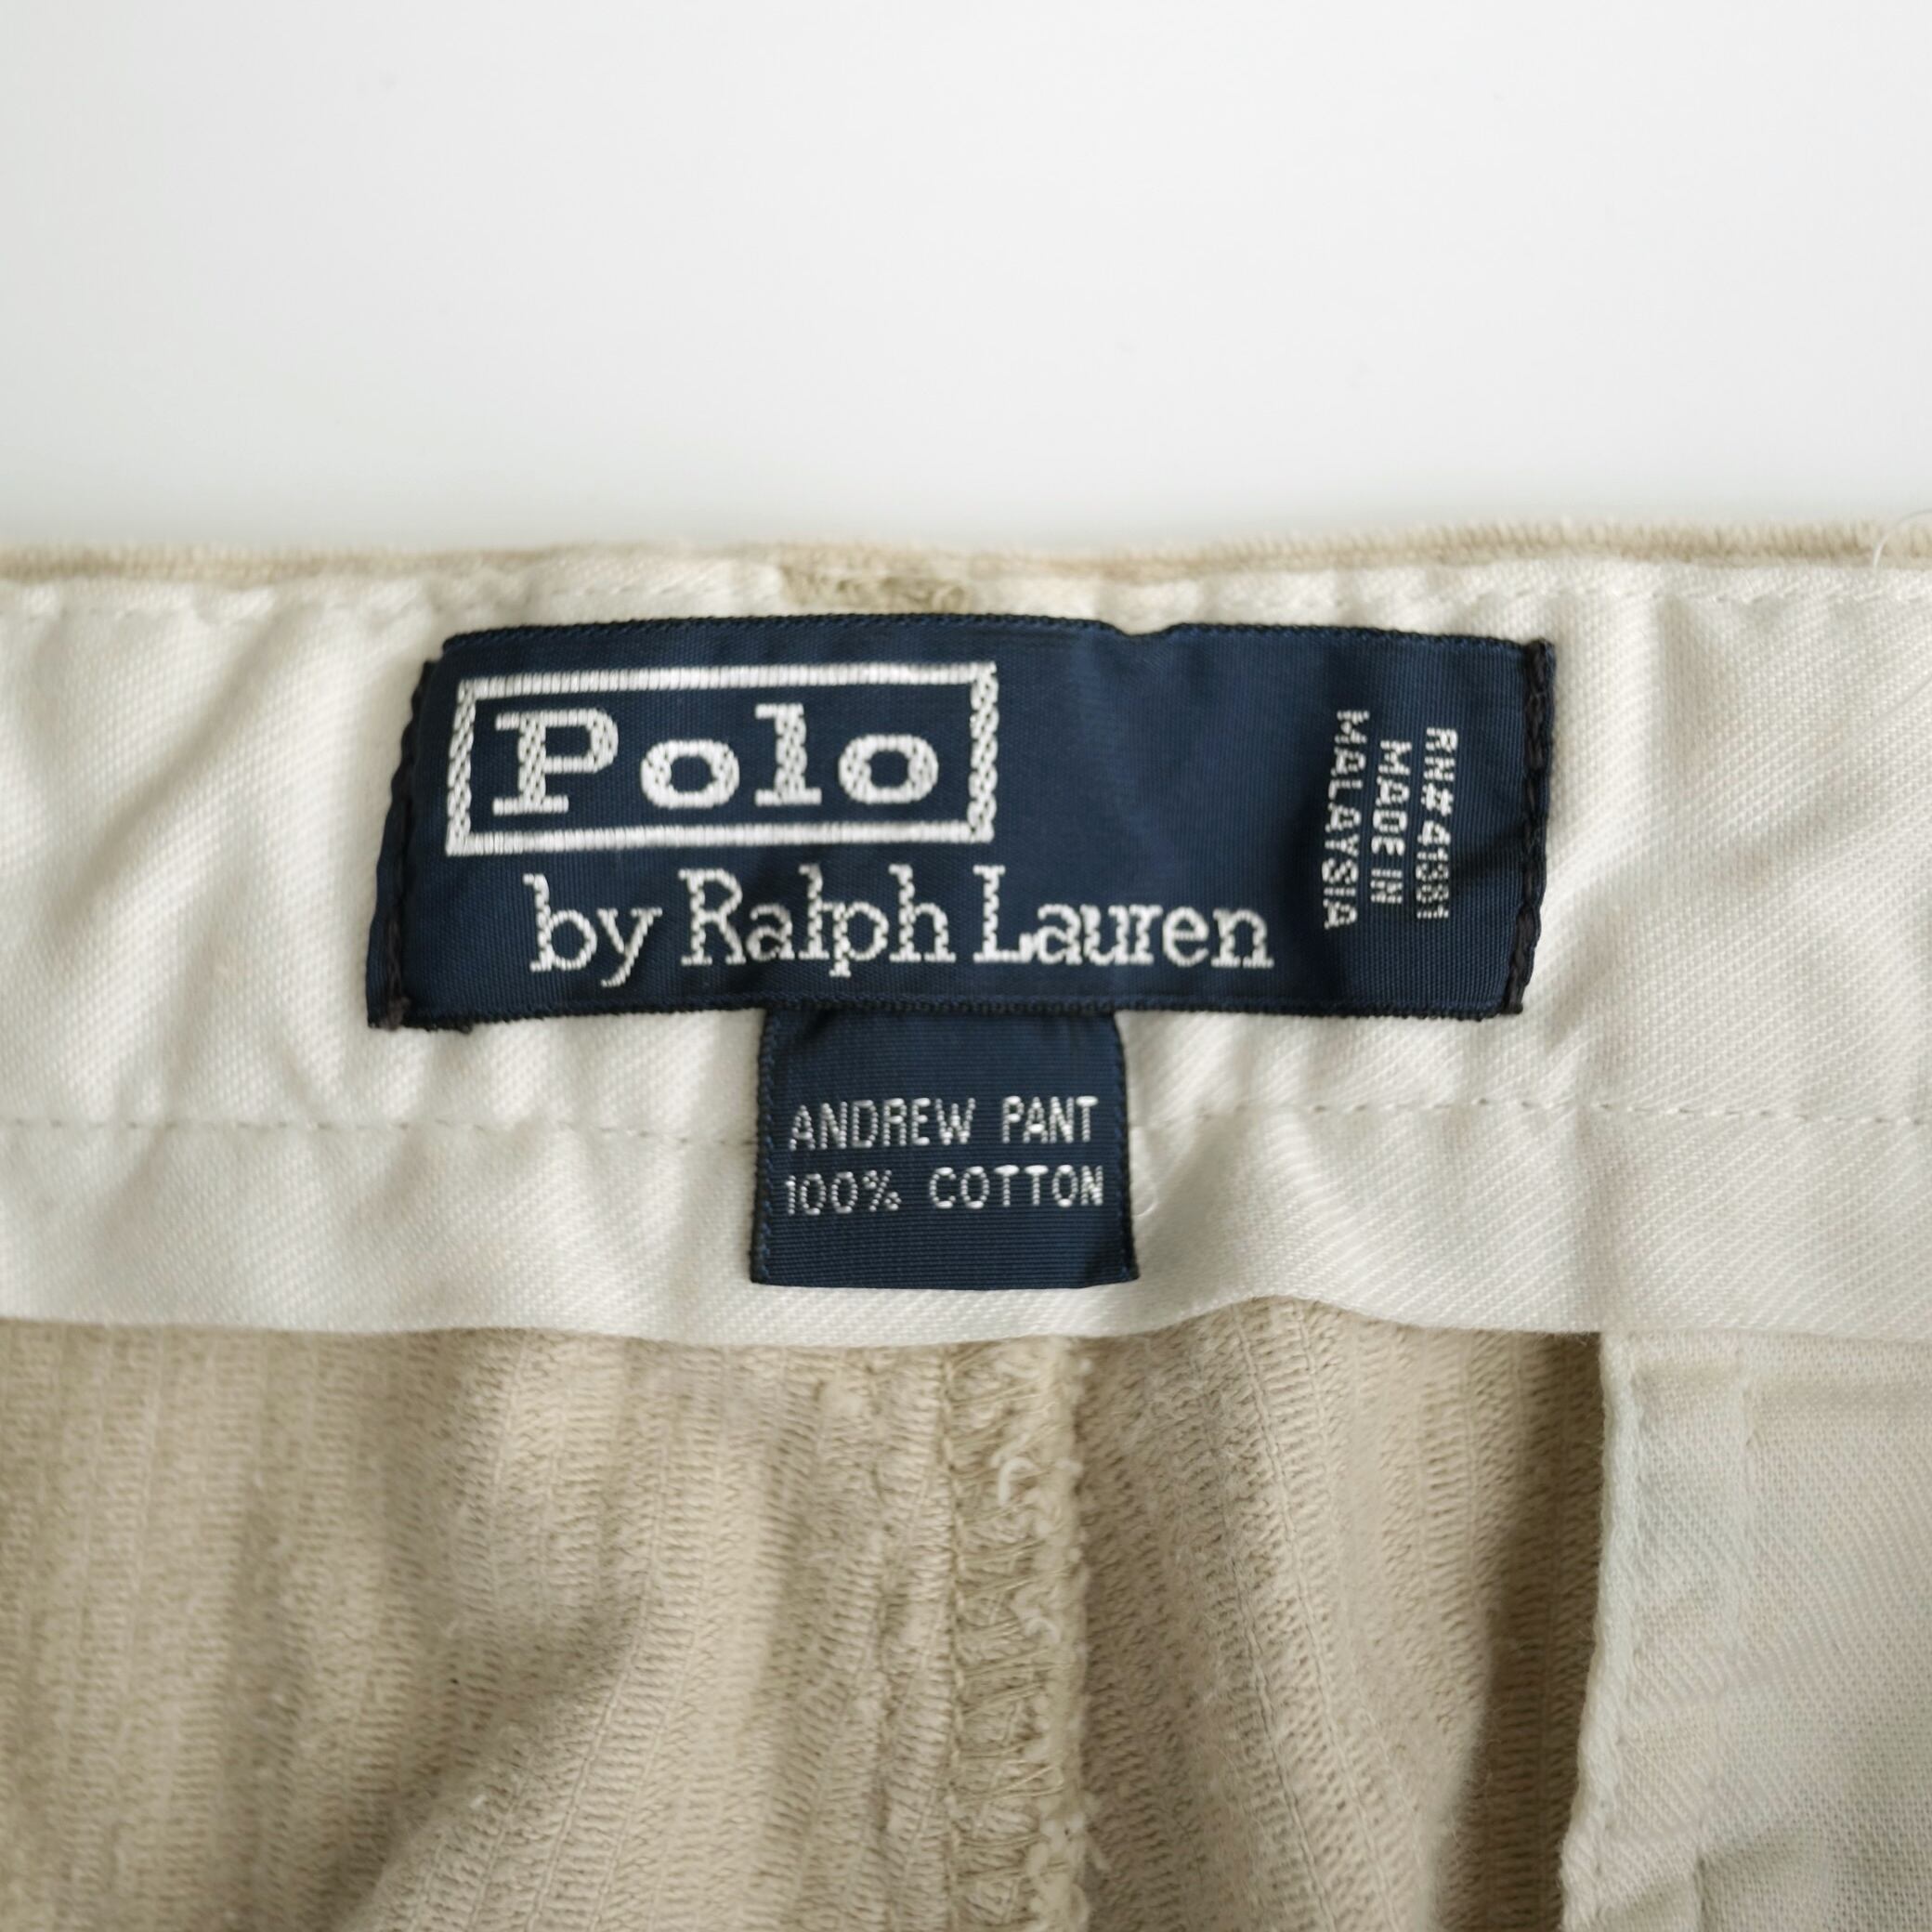 Polo
by Ralph Lauren
RN# 41381
MADE IN
MALAYSIA
ANDREW PANT
100% COTTON